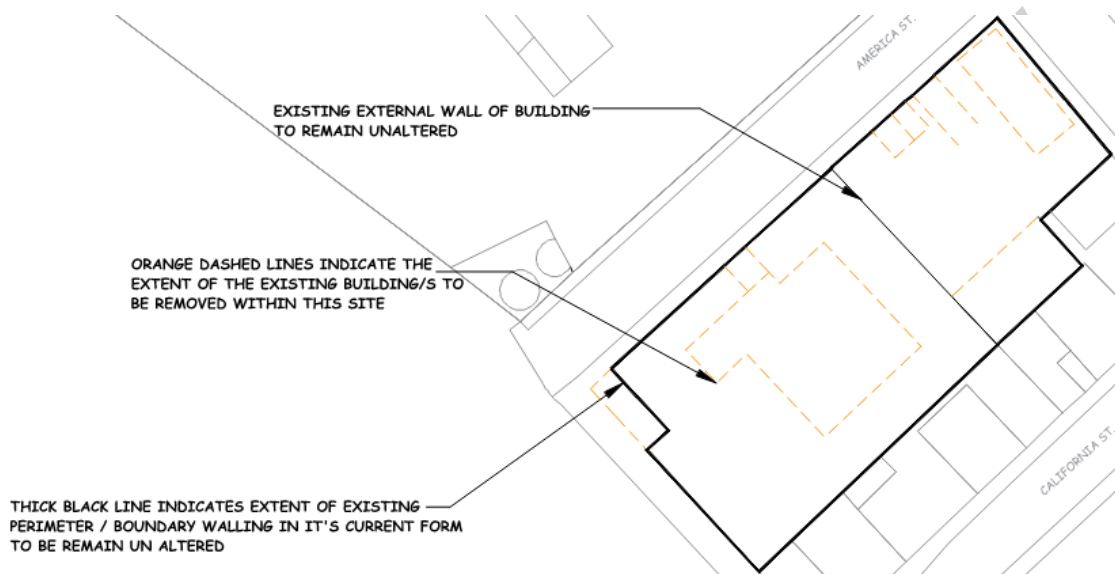 AMERICA ST.
EXISTING EXTERNAL WALL OF BUILDING
TO REMAIN UNALTERED
ORANGE DASHED LINES INDICATE THE
EXTENT OF THE EXISTING BUILDING/S TO
BE REMOVED WITHIN THIS SITE
CALIFORNIA ST.
THICK BLACK LINE INDICATES EXTENT OF EXISTING
PERIMETER / BOUNDARY WALLING IN IT'S CURRENT FORM
TO BE REMAIN UN ALTERED